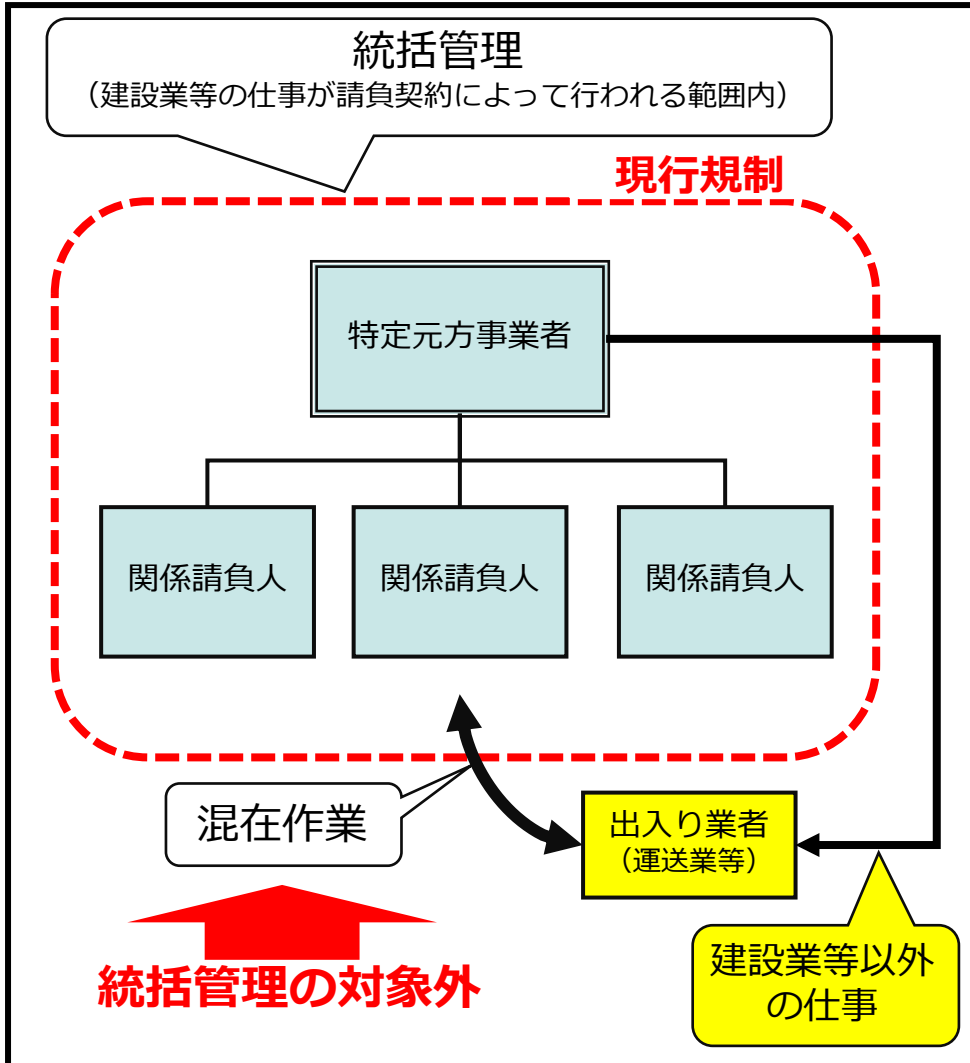 統括管理
（建設業等の仕事が請負契約によって行われる範囲内）
現行規制
特定元方事業者
関係請負人
関係請負人
関係請負人
混在作業
出入り業者
（運送業等）
統括管理の対象外
建設業等以外
の仕事